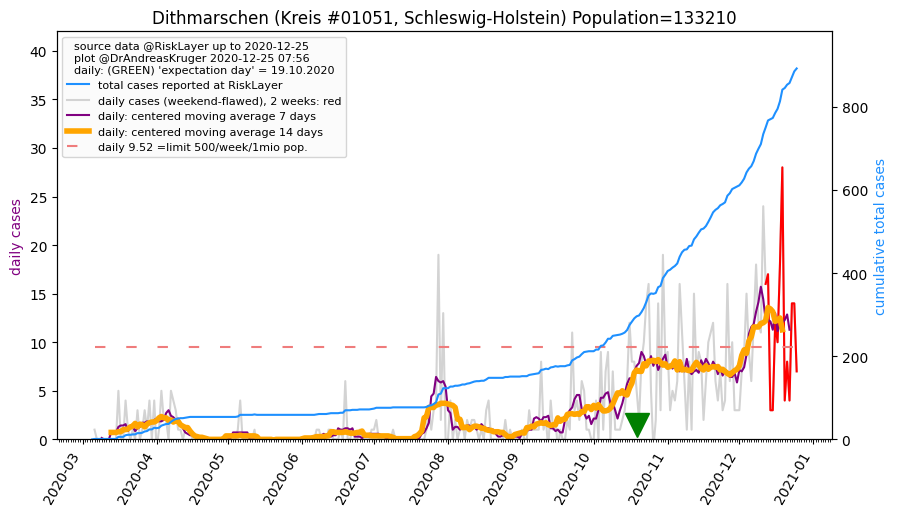 Dithmarschen (Kreis #01051, Schleswig-Holstein) Population=133210
source data @RiskLayer up to 2020-12-25
plot @DrAndreasKruger 2020-12-25 07:56
daily: (GREEN) 'expectation day' = 19.10.2020
total cases reported at RiskLayer
daily cases (weekend-flawed), 2 weeks: red
daily: centered moving average 7 days
daily: centered moving average 14 days
daily 9.52 =limit 500/week/1mio pop.
daily cases
40
35
30
25
20
15
10
5
0
cumulative total cases
800
600
400
200
0
2020-03
2020-04
2020-05
2020-06
2020-07
2020-08
2020-09
2020-10
2020-11
2020-12
2021-01